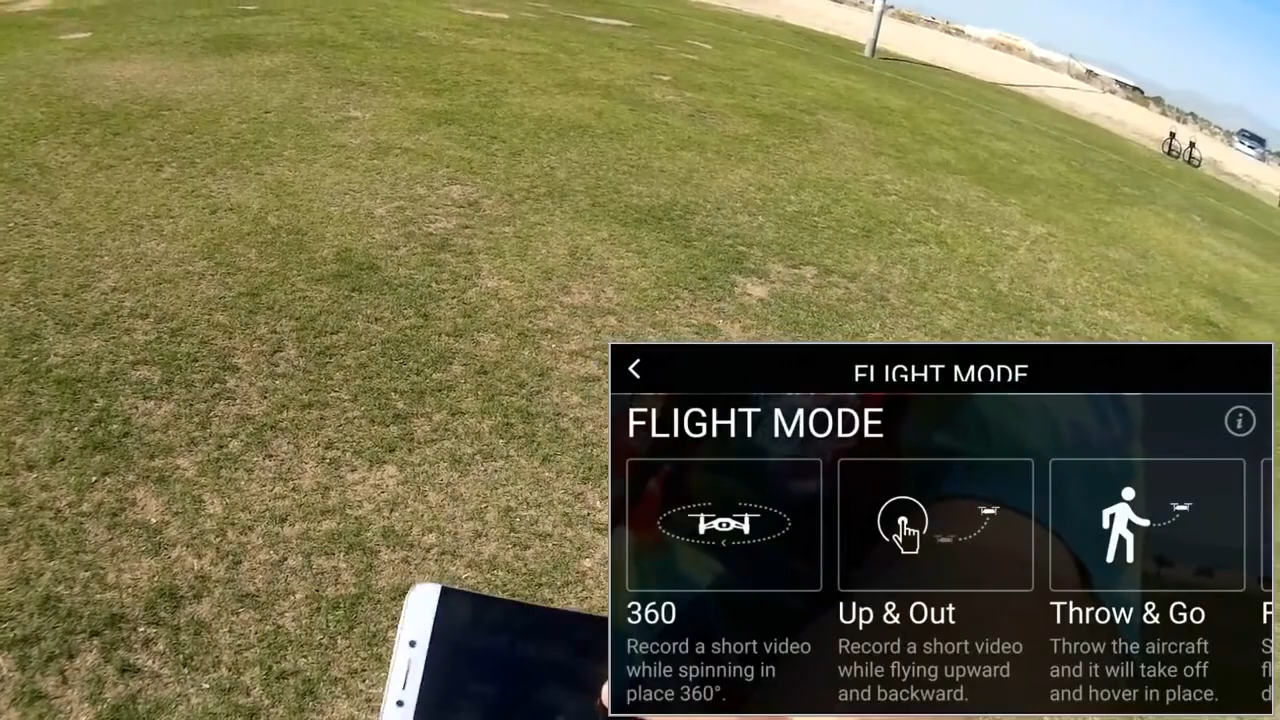 FLIGHT MODE
FLIGHT MODE
360
Record a short video
while spinning in
place 360°.
Up & Out
Record a short video
while flying upward
and backward.
Throw & Go
Throw the aircraft
and it will take off
and hover in place.